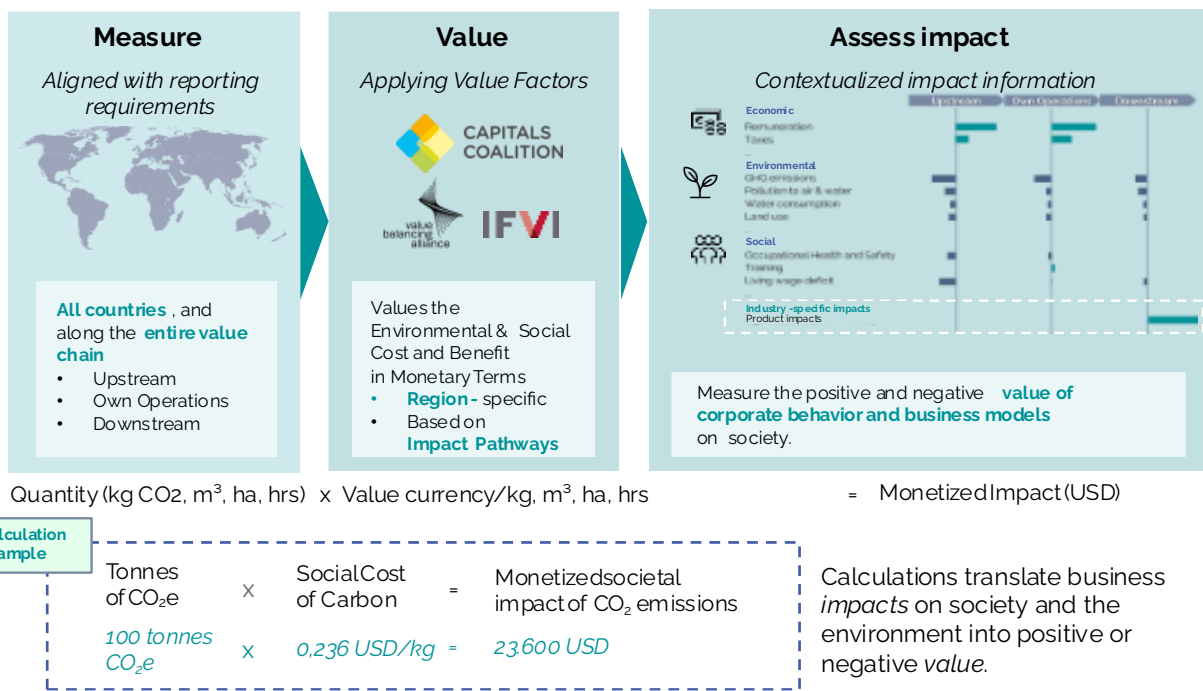 Measure
Aligned with reporting
requirements
All countries , and
along the entire value
chain
• Upstream
• Own Operations
• Downstream
Value
Applying Value Factors
CAPITALS
COALITION
value
balancing
alliance
IFVI
Values the
Environmental & Social
Cost and Benefit
in Monetary Terms
• Region - specific
• Based on
Impact Pathways
Assess impact
Contextualized impact information
Upstream Own Operations Downstream
Economic
Remuneration
Taxes
...
Environmental
GHG emissions
Pollution to air & water
Water consumption
Land use
...
Social
Occupational Health and Safety
Training
Living wage deficit
...
Industry -specific impacts
Product impacts
Measure the positive and negative value of
corporate behavior and business models
on society.
Quantity (kg CO2, m³, ha, hrs) x Value currency/kg, m³, ha, hrs = Monetized Impact (USD)
lculation
ample
Tonnes
of CO₂e
x
Social Cost
of Carbon
=
Monetized societal
impact of CO₂ emissions
100 tonnes
CO₂e
x
0,236 USD/kg =
23.600 USD
Calculations translate business
impacts on society and the
environment into positive or
negative value.